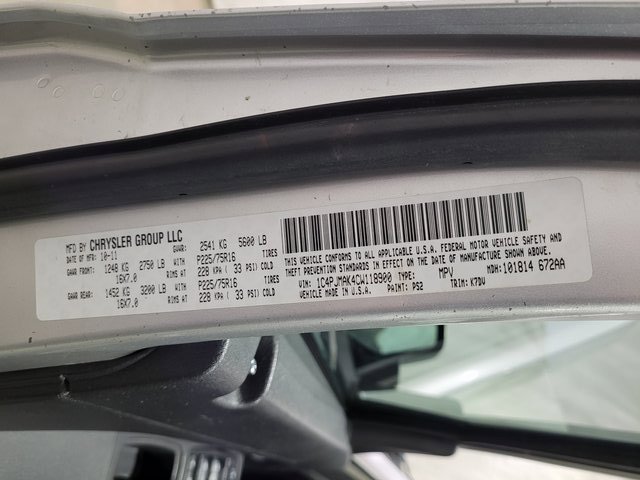 MFD BY CHRYSLER GROUP LLC
DATE OF MFR: 10-11 GVWR: 2541 KG 5600 LB
GAWR FRONT: 1248 KG 2750 LB WITH P225/75R16 TIRES
16X7.0 RIMS AT 228 KPA ( 33 PSI) COLD
GAWR REAR: 1452 KG 3200 LB WITH P225/75R16 TIRES
16X7.0 RIMS AT 228 KPA ( 33 PSI) COLD
THIS VEHICLE CONFORMS TO ALL APPLICABLE U.S.A. FEDERAL MOTOR VEHICLE SAFETY AND
THEFT PREVENTION STANDARDS IN EFFECT ON THE DATE OF MANUFACTURE SHOWN ABOVE.
VIN: 1C4PJMAK4CW118900 TYPE: MPV MDH: 101814 672AA
VEHICLE MADE IN U.S.A. PAINT: PS2 TRIM: K7DV